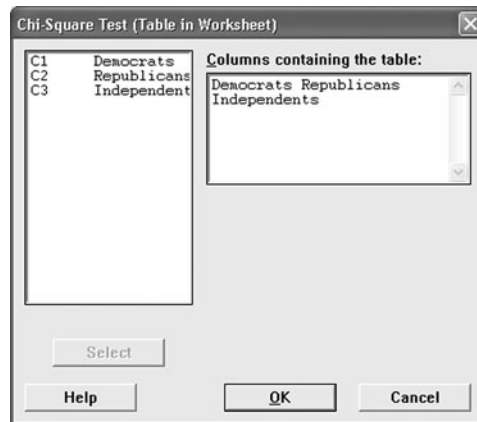 Chi-Square Test (Table in Worksheet)
C1 Democrats
C2 Republicans
C3 Independent
Columns containing the table:
Democrats Republicans
Independents
Select
Help
OK
Cancel